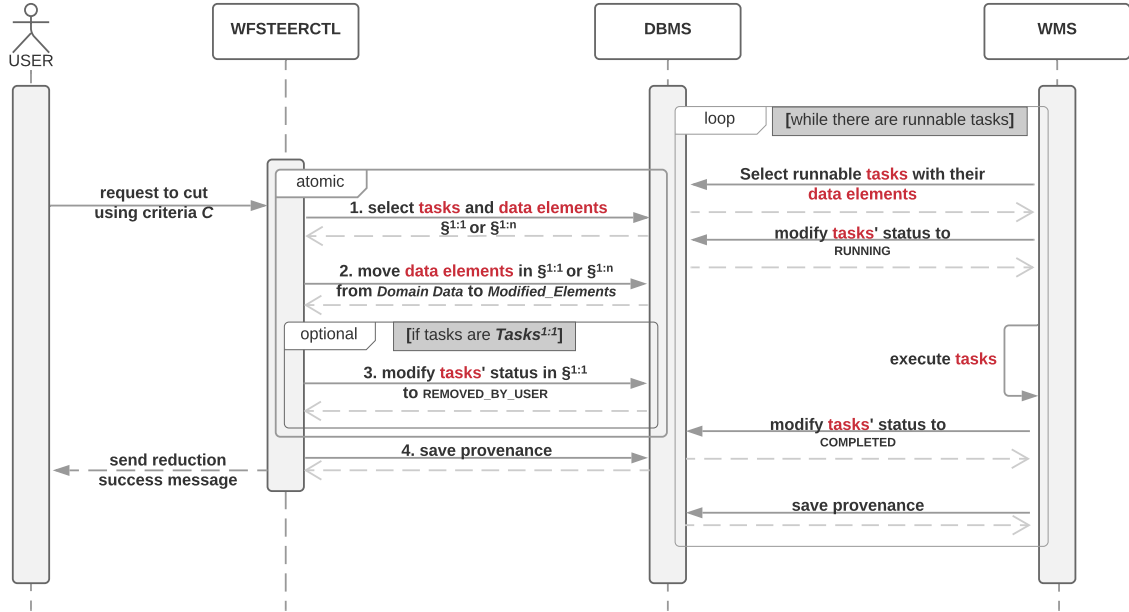 USER
WFSTEERCTL
DBMS
WMS
loop
[while there are runnable tasks]
atomic
request to cut
using criteria C
1. select tasks and data elements
§1:1 or §1:n
2. move data elements in §1:1 or §1:n
from Domain Data to Modified_Elements
optional
[if tasks are Tasks1:1]
3. modify tasks' status in §1:1
to REMOVED_BY_USER
4. save provenance
send reduction
success message
Select runnable tasks with their
data elements
modify tasks' status to
RUNNING
execute tasks
modify tasks' status to
COMPLETED
save provenance